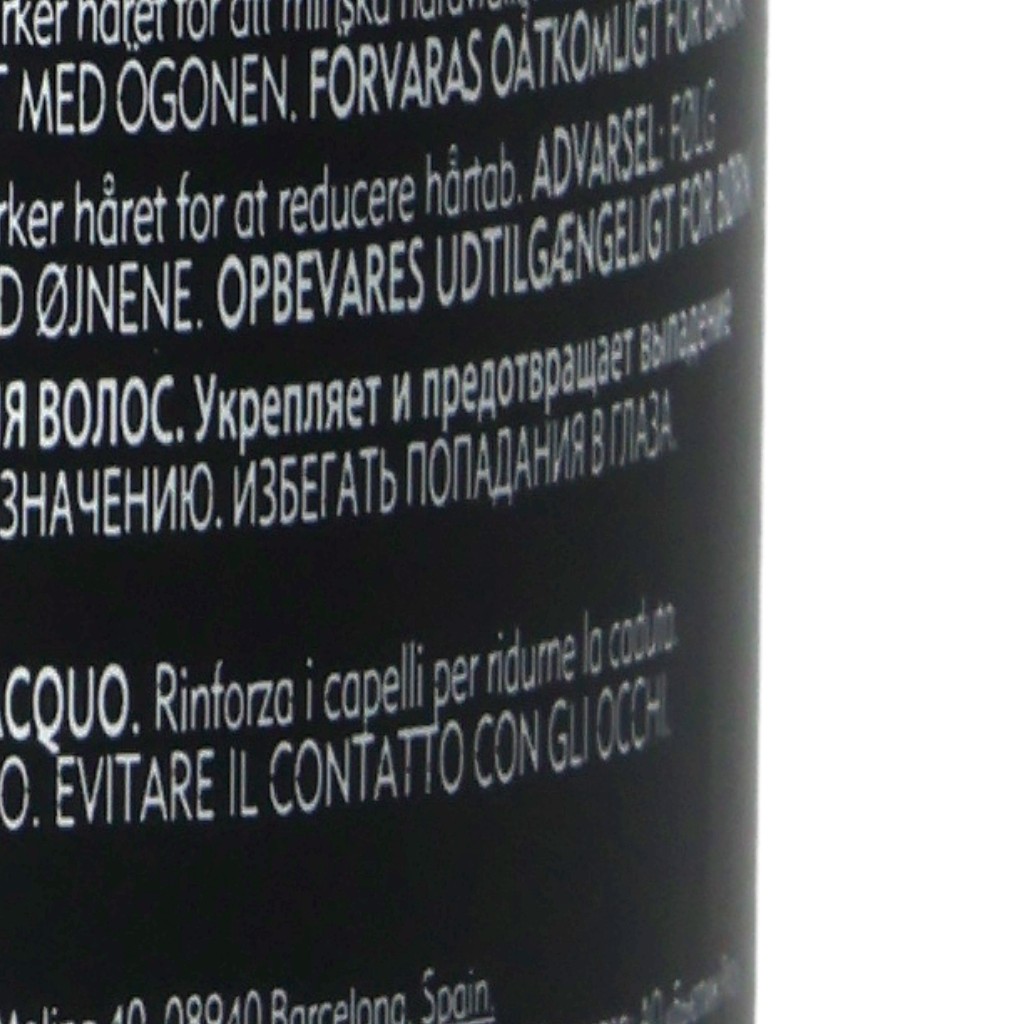 rker håret för att minska håravfall
MED ÖGONEN. FÖRVARAS OÅTKOMLIGT FÖR BARN
rker håret for at reducere hårtab. ADVARSEL: FØLG
D ØJNENE. OPBEVARES UDTILGÆNGELIGT FOR BØRN
Я ВОЛОС. Укрепляет и предотвращает выпадение
ЗНАЧЕНИЮ. ИЗБЕГАТЬ ПОПАДАНИЯ В ГЛАЗА.
ACQUO. Rinforza i capelli per ridurne la caduta.
O. EVITARE IL CONTATTO CON GLI OCCHI.
Molina 40, 08940 Barcelona, Spain.